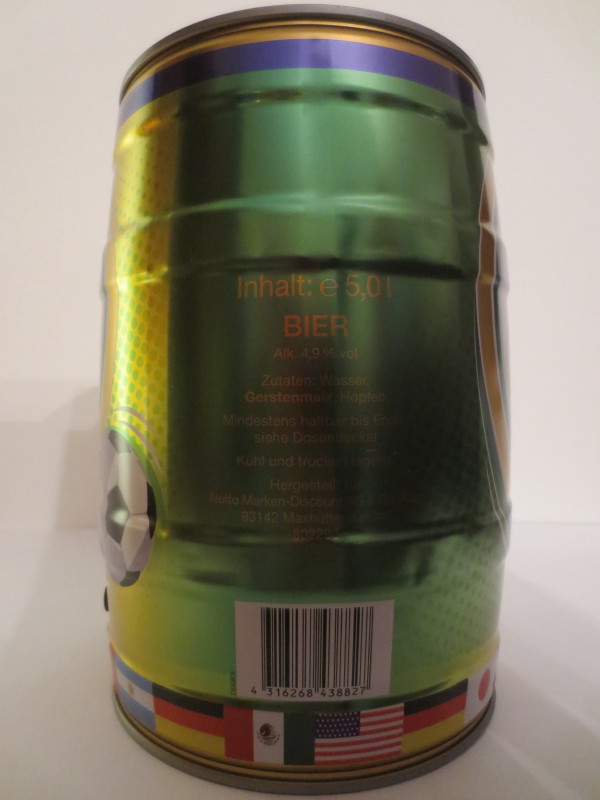 Inhalt: ℮ 5,0 l
BIER
Alk. 4,9 % vol
Zutaten: Wasser,
Gerstenmalz, Hopfen
Mindestens haltbar bis Ende
siehe Dosendeckel
Kühl und trocken lagern
Hergestellt für
Netto Marken-Discount
93142 Maxhütte-
4 316268 438827